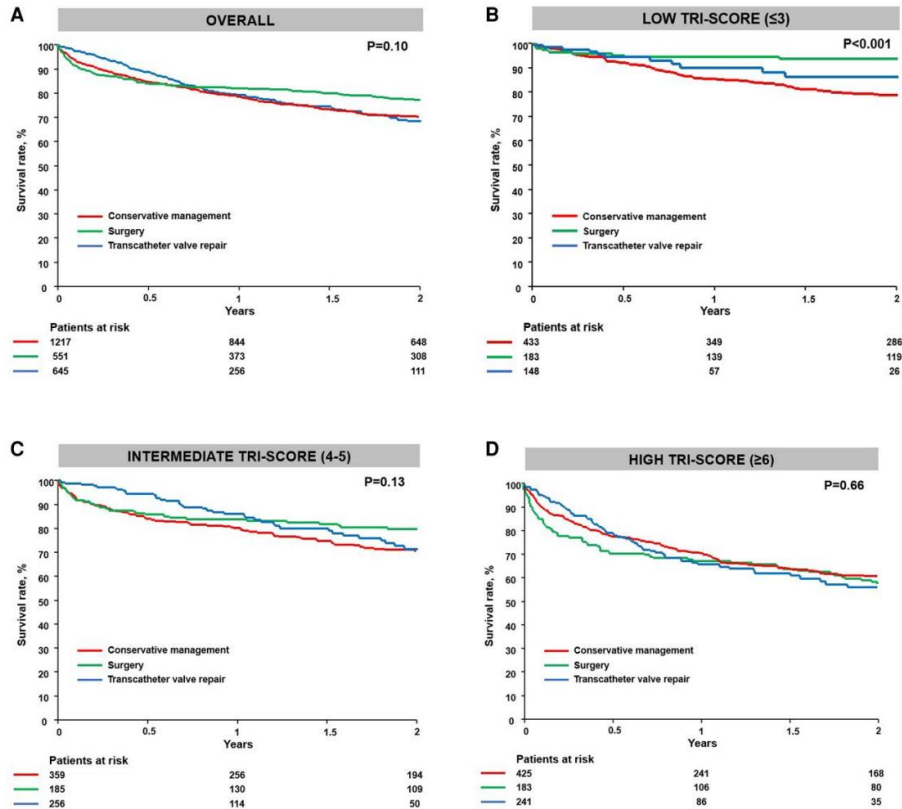 A
OVERALL
P=0.10
Survival rate, %
100
90
80
70
60
50
40
30
20
10
0
Conservative management
Surgery
Transcatheter valve repair
0 0.5 1 1.5 2
Years
Patients at risk
1217 844 648
551 373 308
645 256 111
B
LOW TRI-SCORE (≤3)
P<0.001
Survival rate, %
100
90
80
70
60
50
40
30
20
10
0
Conservative management
Surgery
Transcatheter valve repair
0 0.5 1 1.5 2
Years
Patients at risk
433 349 286
183 139 119
148 57 26
C
INTERMEDIATE TRI-SCORE (4-5)
P=0.13
Survival rate, %
100
90
80
70
60
50
40
30
20
10
0
Conservative management
Surgery
Transcatheter valve repair
0 0.5 1 1.5 2
Years
Patients at risk
359 256 194
185 130 109
256 114 50
D
HIGH TRI-SCORE (≥6)
P=0.66
Survival rate, %
100
90
80
70
60
50
40
30
20
10
0
Conservative management
Surgery
Transcatheter valve repair
0 0.5 1 1.5 2
Years
Patients at risk
425 241 168
183 106 80
241 86 35